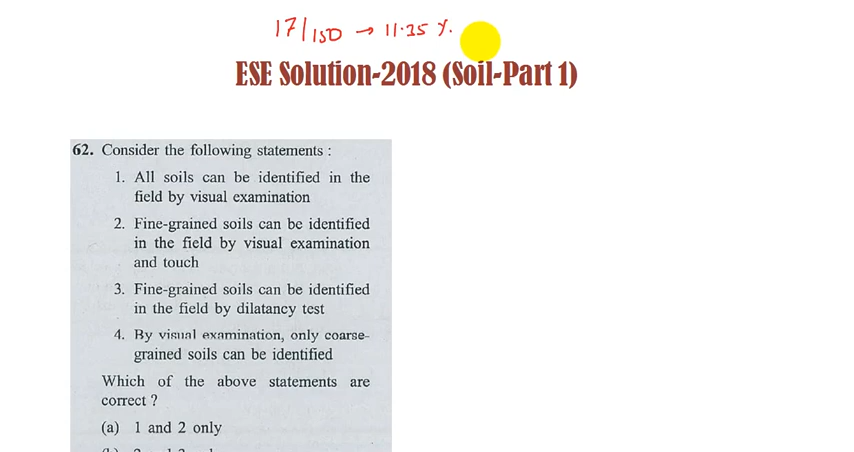 17/150 → 11.25 %.
ESE Solution-2018 (Soil-Part 1)
62. Consider the following statements :
1. All soils can be identified in the
field by visual examination
2. Fine-grained soils can be identified
in the field by visual examination
and touch
3. Fine-grained soils can be identified
in the field by dilatancy test
4. By visual examination, only coarse-
grained soils can be identified
Which of the above statements are
correct ?
(a) 1 and 2 only